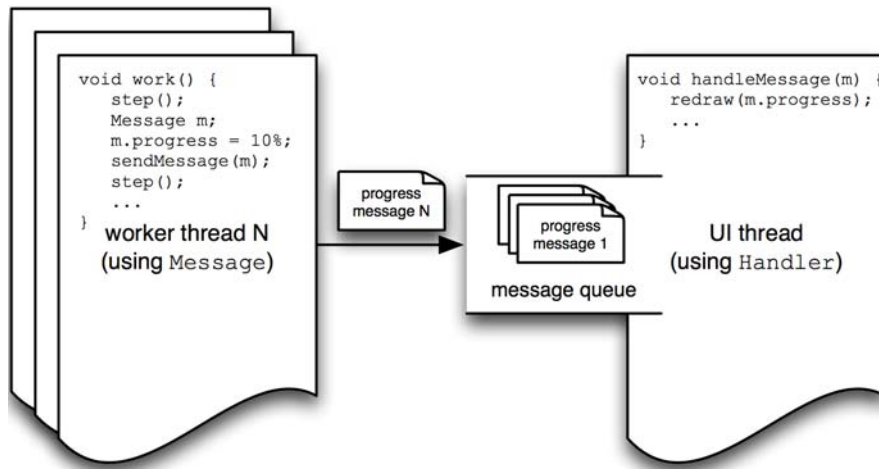 void work() {
step();
Message m;
m.progress = 10%;
sendMessage(m);
step();
...
}
worker thread N
(using Message)
progress
message N
progress
message 1
message queue
void handleMessage(m) {
redraw(m.progress);
...
}
UI thread
(using Handler)